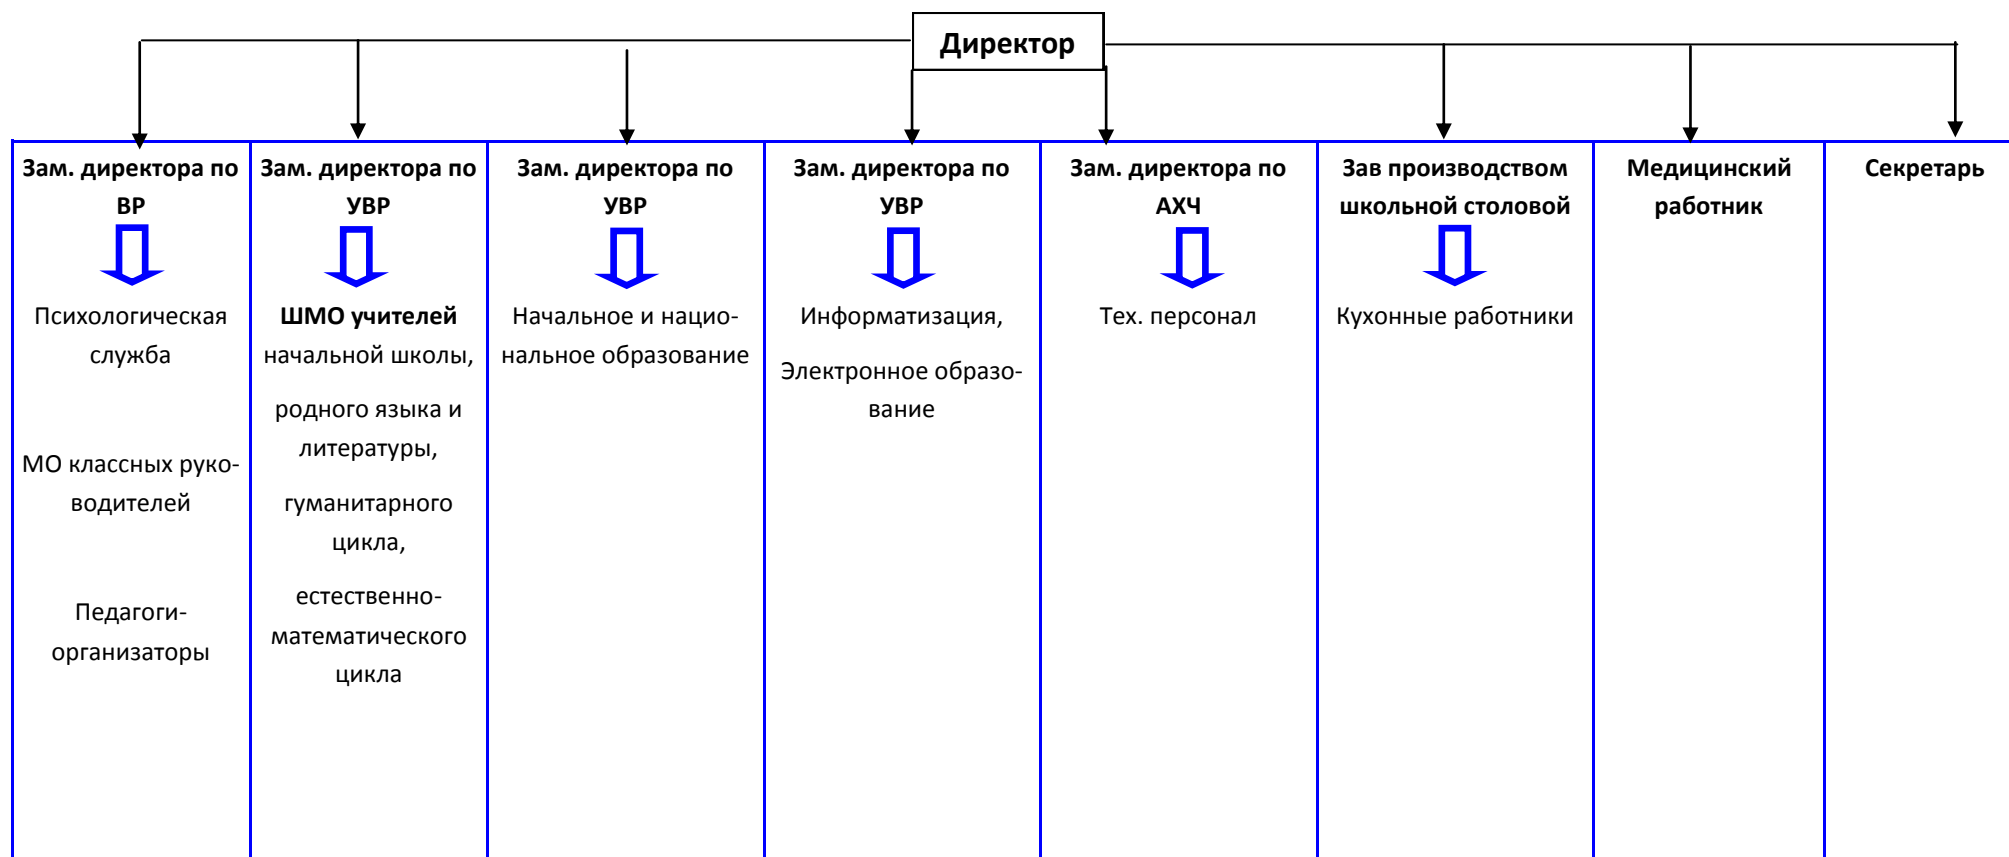 Директор
Зам. директора по
ВР
Психологическая
служба
МО классных руко-
водителей
Педагоги-
организаторы
Зам. директора по
УВР
ШМО учителей
начальной школы,
родного языка и
литературы,
гуманитарного
цикла,
естественно-
математического
цикла
Зам. директора по
УВР
Начальное и нацио-
нальное образование
Зам. директора по
УВР
Информатизация,
Электронное образо-
вание
Зам. директора по
АХЧ
Тех. персонал
Зав производством
школьной столовой
Кухонные работники
Медицинский
работник
Секретарь